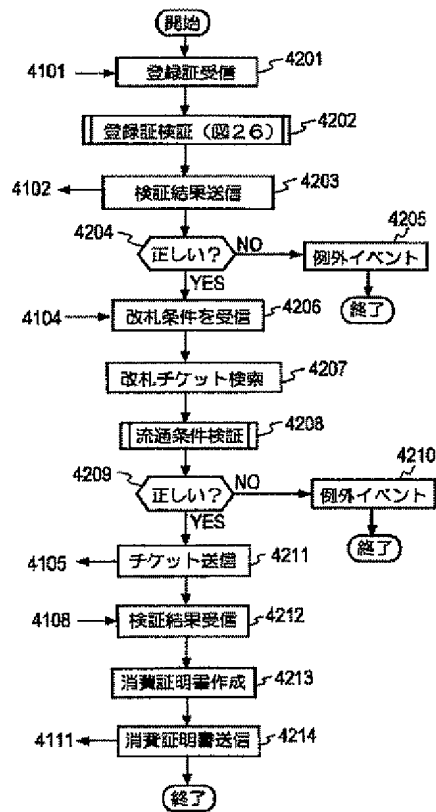 開始
4101
登録証受信
4201
登録証検証（図26）
4202
4102
検証結果送信
4203
4204
正しい？
NO
YES
4205
例外イベント
終了
4104
改札条件を受信
4206
改札チケット検索
4207
流通条件検証
4208
4209
正しい？
NO
YES
4210
例外イベント
終了
4105
チケット送信
4211
4108
検証結果受信
4212
消費証明書作成
4213
4111
消費証明書送信
4214
終了